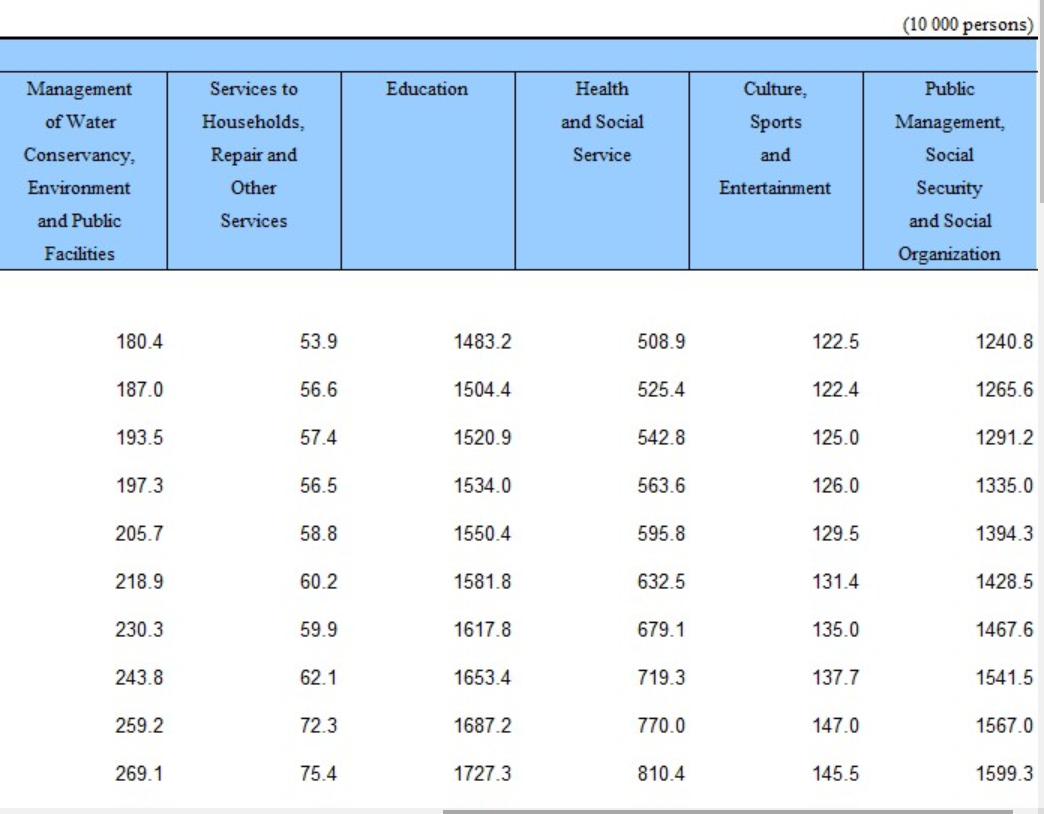 (10 000 persons)
Management Services to Education Health Culture, Public
of Water Households, and Social Sports Management,
Conservancy, Repair and Service and Social
Environment Other Entertainment Security
and Public Services and Social
Facilities Organization
180.4 53.9 1483.2 508.9 122.5 1240.8
187.0 56.6 1504.4 525.4 122.4 1265.6
193.5 57.4 1520.9 542.8 125.0 1291.2
197.3 56.5 1534.0 563.6 126.0 1335.0
205.7 58.8 1550.4 595.8 129.5 1394.3
218.9 60.2 1581.8 632.5 131.4 1428.5
230.3 59.9 1617.8 679.1 135.0 1467.6
243.8 62.1 1653.4 719.3 137.7 1541.5
259.2 72.3 1687.2 770.0 147.0 1567.0
269.1 75.4 1727.3 810.4 145.5 1599.3